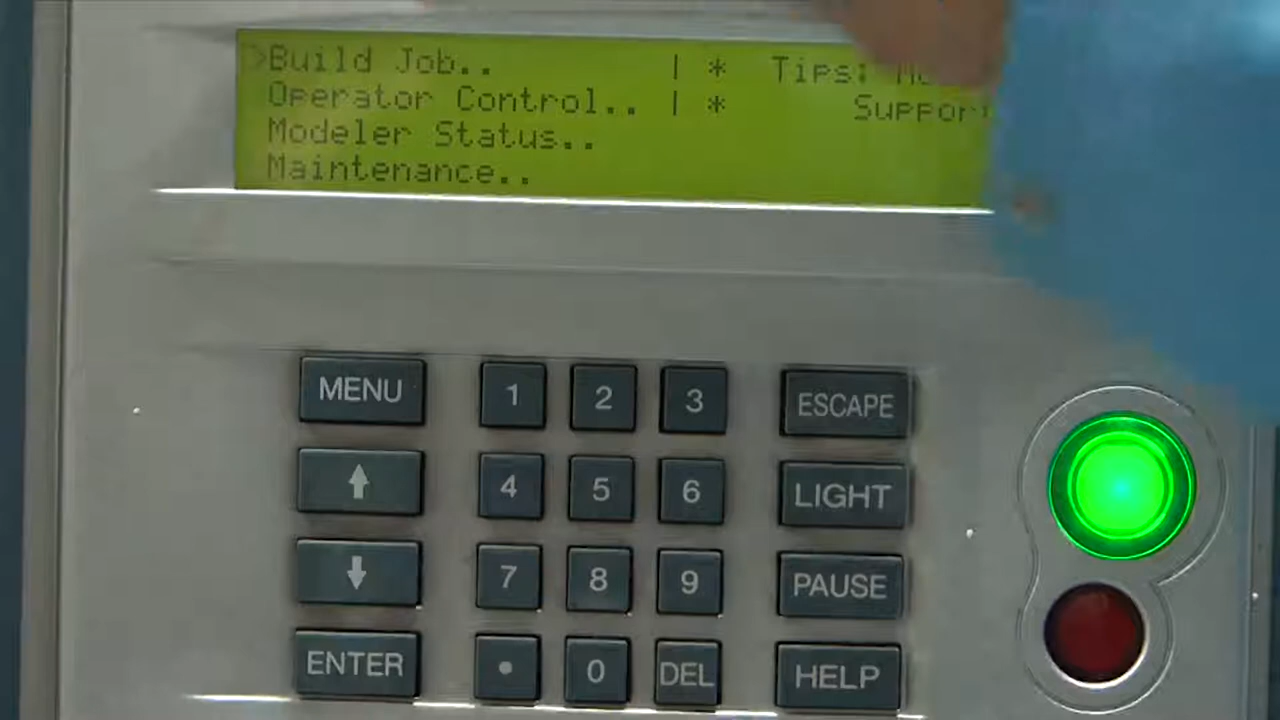 >Build Job.. | * Tips:
Operator Control.. | * Support
Modeler Status..
Maintenance..
MENU 1 2 3 ESCAPE
↑ 4 5 6 LIGHT
↓ 7 8 9 PAUSE
ENTER • 0 DEL HELP